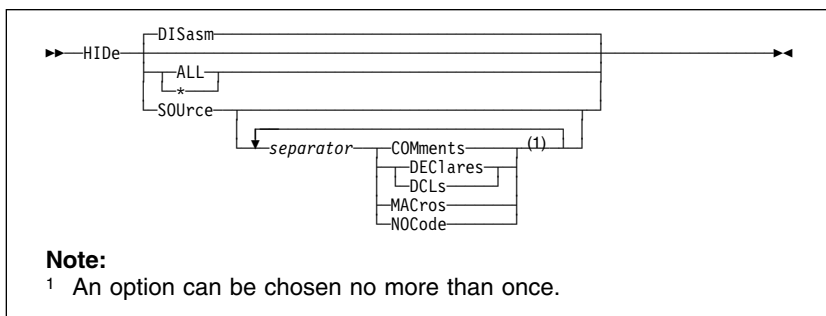 DISasm
HIDe
ALL
*
SOUrce
separator COMments (1)
DEClares
DCLs
MACros
NOCode
Note:
1 An option can be chosen no more than once.